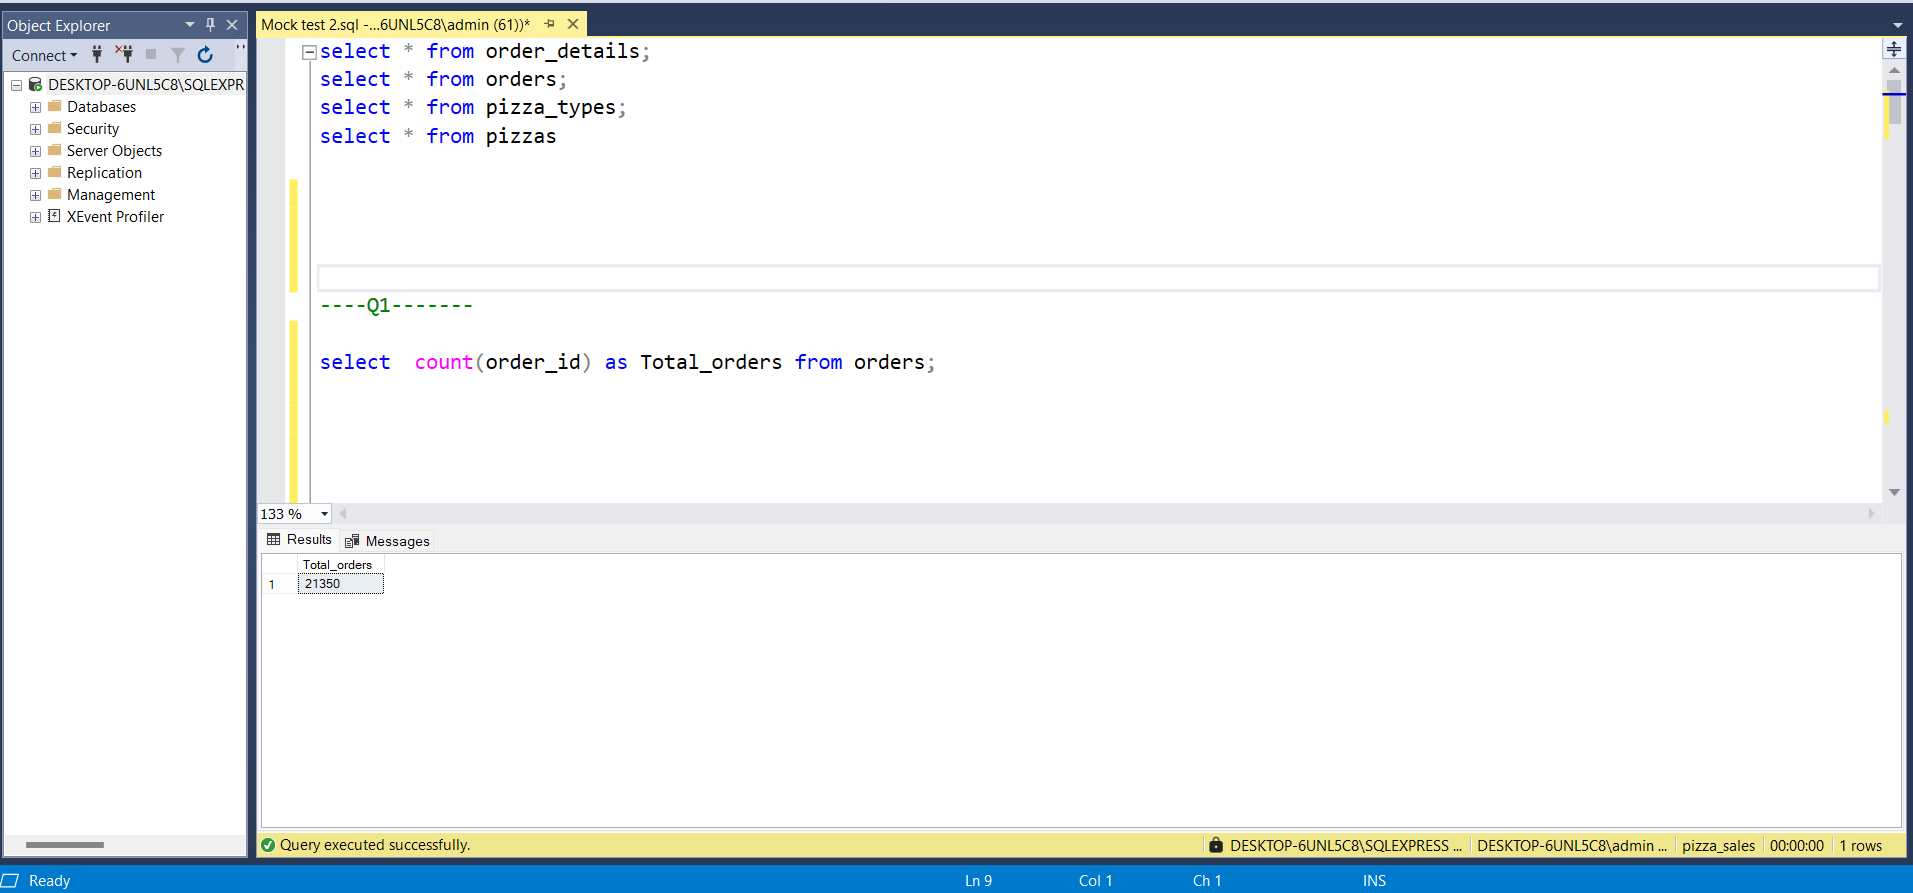 Object Explorer
Connect
DESKTOP-6UNL5C8\SQLEXPR
Databases
Security
Server Objects
Replication
Management
XEvent Profiler
Mock test 2.sql -...6UNL5C8\admin (61))*
select * from order_details;
select * from orders;
select * from pizza_types;
select * from pizzas
----Q1-------
select  count(order_id) as Total_orders from orders;
133 %
Results Messages
Total_orders
1 21350
Query executed successfully. DESKTOP-6UNL5C8\SQLEXPRESS ... DESKTOP-6UNL5C8\admin ... pizza_sales 00:00:00 1 rows
Ready Ln 9 Col 1 Ch 1 INS